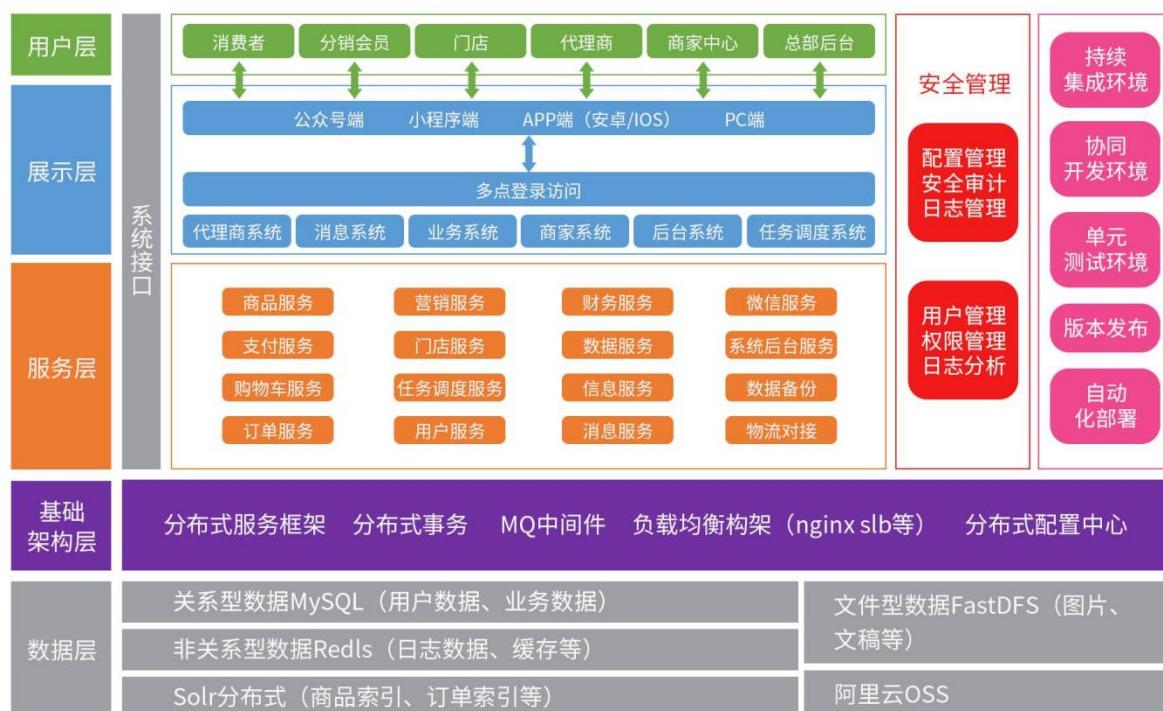 用户层
消费者
分销会员
门店
代理商
商家中心
总部后台
展示层
公众号端
小程序端
APP端（安卓/IOS）
PC端
多点登录访问
代理商系统
消息系统
业务系统
商家系统
后台系统
任务调度系统
系统接口
服务层
商品服务
营销服务
财务服务
微信服务
支付服务
门店服务
数据服务
系统后台服务
购物车服务
任务调度服务
信息服务
数据备份
订单服务
用户服务
消息服务
物流对接
安全管理
配置管理
安全审计
日志管理
用户管理
权限管理
日志分析
持续
集成环境
协同
开发环境
单元
测试环境
版本发布
自动
化部署
基础
架构层
分布式服务框架
分布式事务
MQ中间件
负载均衡构架（nginx slb等）
分布式配置中心
数据层
关系型数据MySQL（用户数据、业务数据）
非关系型数据Redls（日志数据、缓存等）
Solr分布式（商品索引、订单索引等）
文件型数据FastDFS（图片、
文稿等）
阿里云OSS